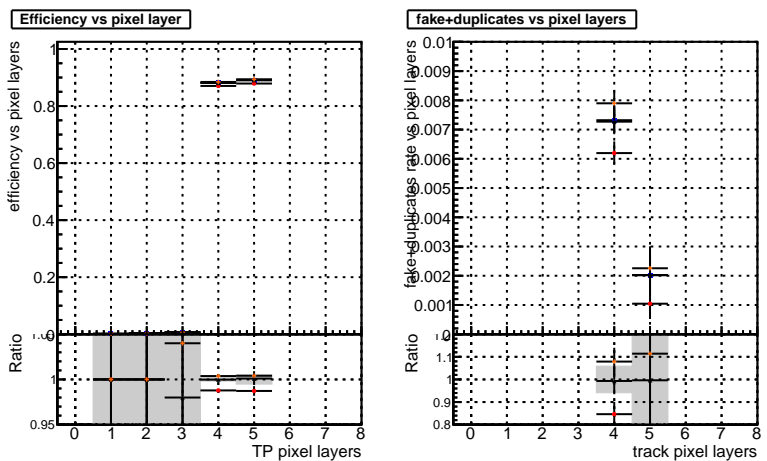 Efficiency vs pixel layer
efficiency vs pixel layers
1
0.8
0.6
0.4
0.2
0
Ratio
1
0.95
0 1 2 3 4 5 6 7 8
TP pixel layers
fake+duplicates vs pixel layers
fake+duplicates rate vs pixel layers
0.01
0.009
0.008
0.007
0.006
0.005
0.004
0.003
0.002
0.001
0
Ratio
1.1
1
0.9
0.8
0 1 2 3 4 5 6 7 8
track pixel layers